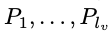 P_1, \ldots, P_{l_v}